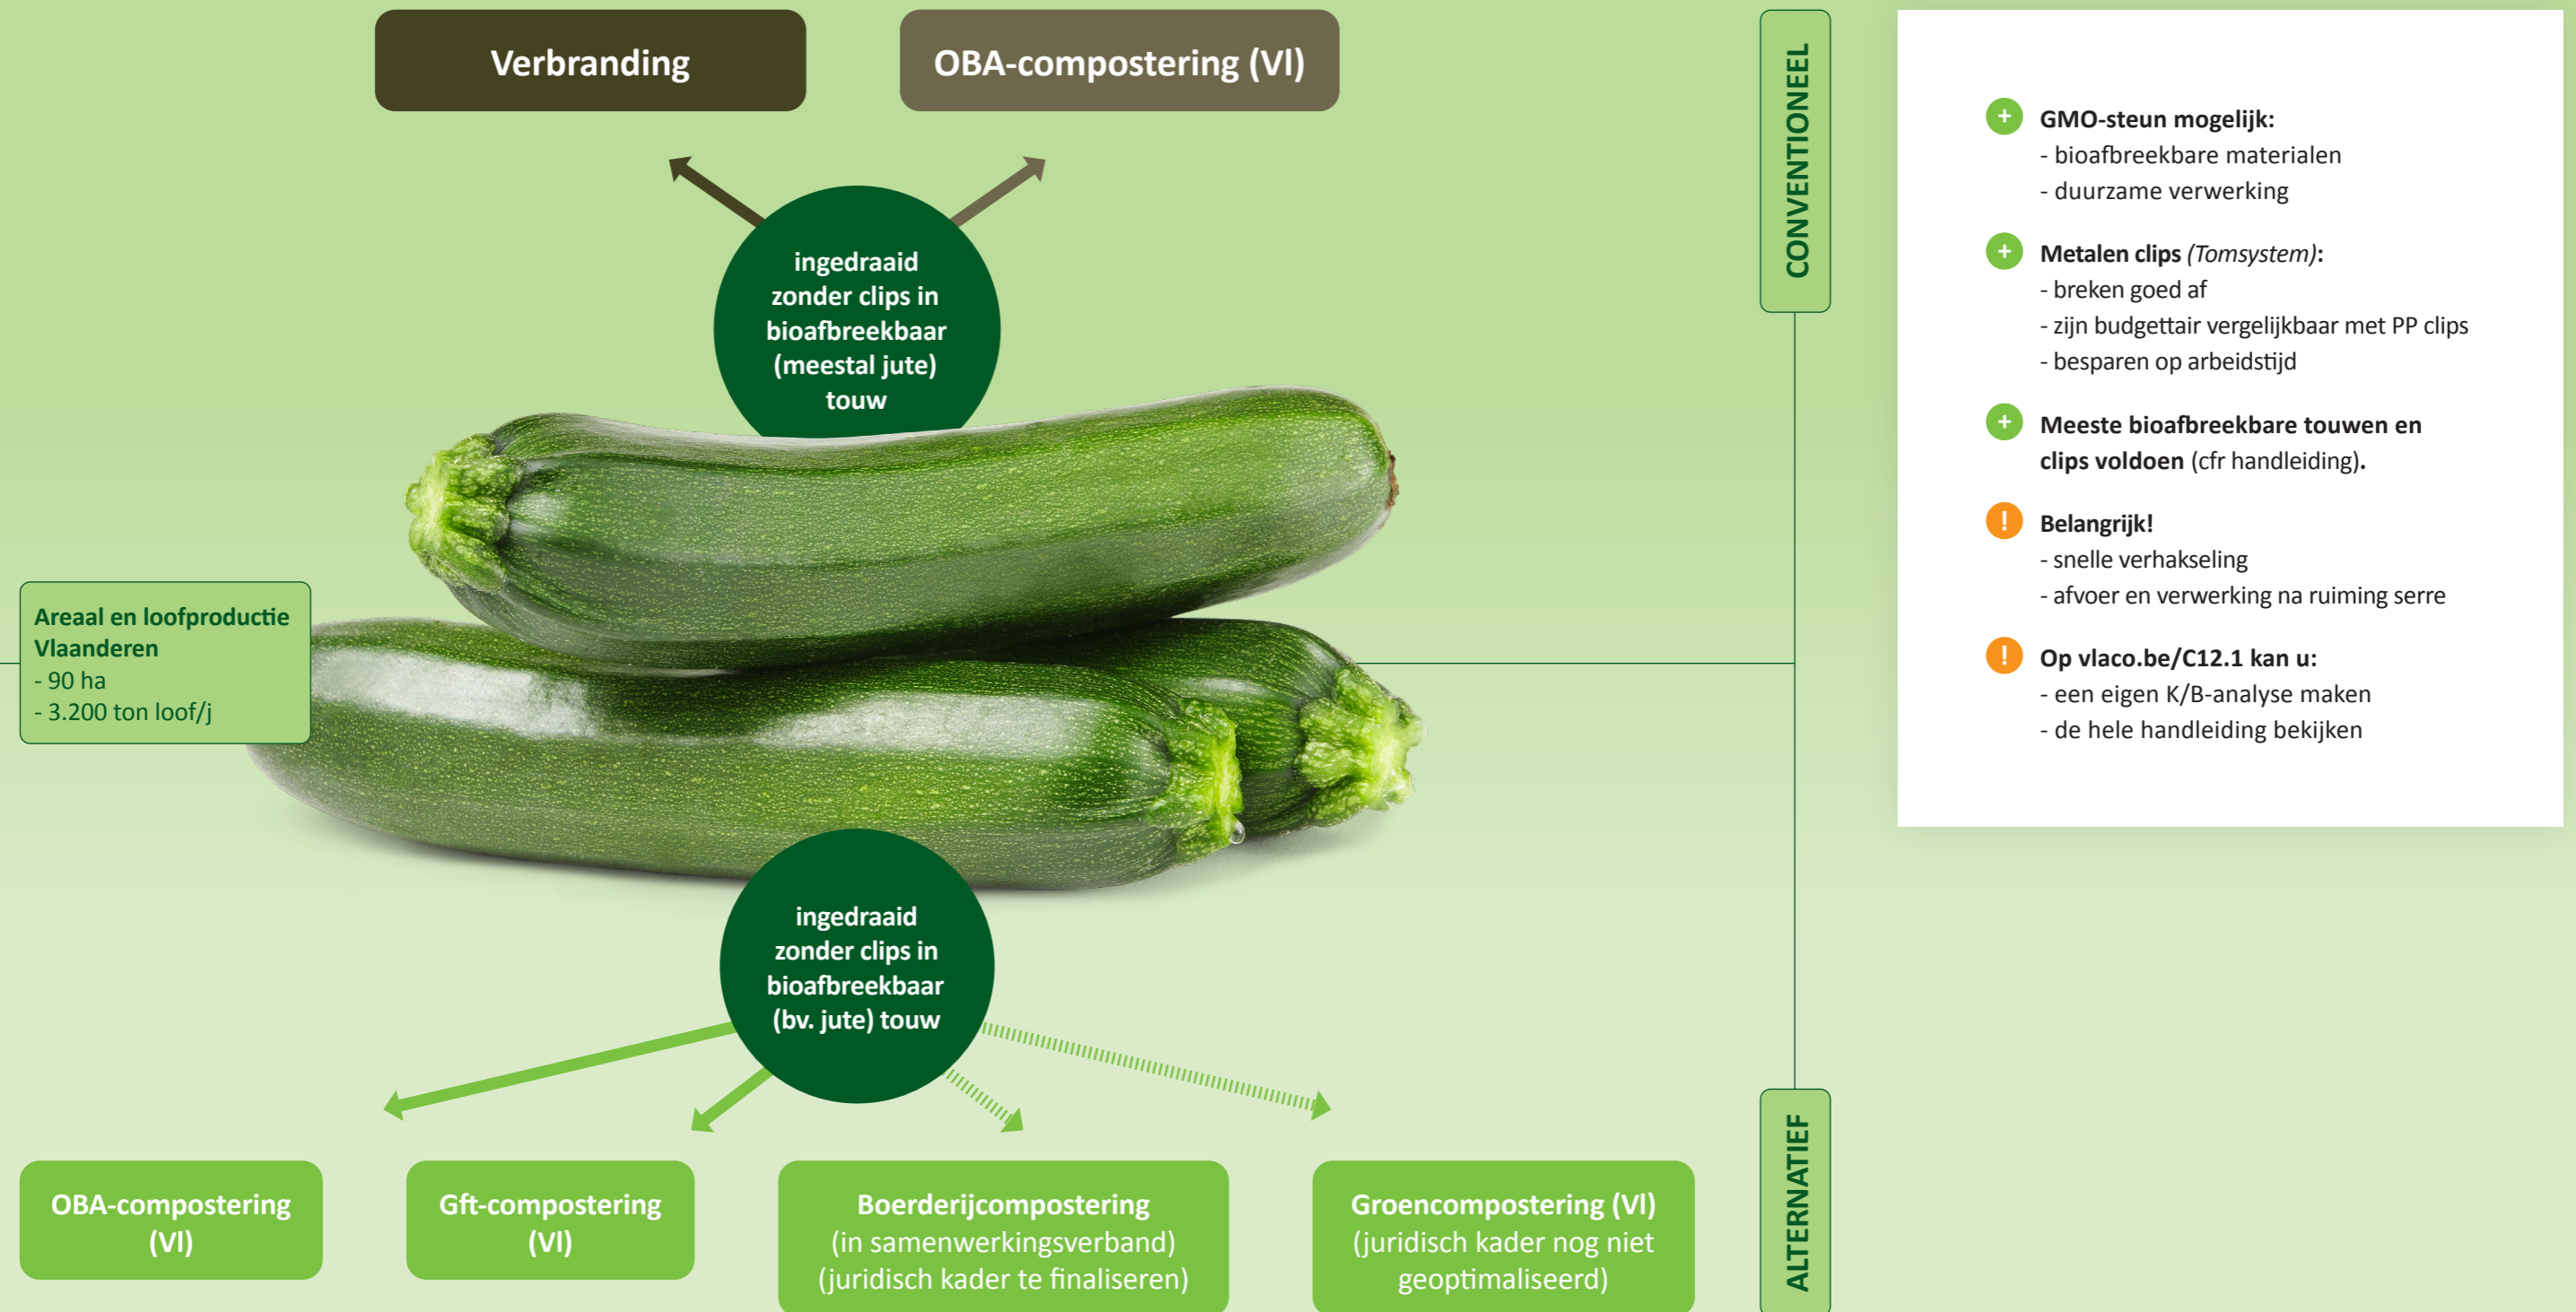 Verbranding
OBA-compostering (Vl)
ingedraaid
zonder clips in
bioafbreekbaar
(meestal jute)
touw
CONVENTIONEEL
Areaal en loofproductie
Vlaanderen
- 90 ha
- 3.200 ton loof/j
ingedraaid
zonder clips in
bioafbreekbaar
(bv. jute) touw
OBA-compostering
(Vl)
Gft-compostering
(Vl)
Boerderijcompostering
(in samenwerkingsverband)
(juridisch kader te finaliseren)
Groencompostering (Vl)
(juridisch kader nog niet
geoptimaliseerd)
ALTERNATIEF
+ GMO-steun mogelijk:
- bioafbreekbare materialen
- duurzame verwerking
+ Metalen clips (Tomsystem):
- breken goed af
- zijn budgettair vergelijkbaar met PP clips
- besparen op arbeidstijd
+ Meeste bioafbreekbare touwen en
clips voldoen (cfr handleiding).
! Belangrijk!
- snelle verhakseling
- afvoer en verwerking na ruiming serre
! Op vlaco.be/C12.1 kan u:
- een eigen K/B-analyse maken
- de hele handleiding bekijken